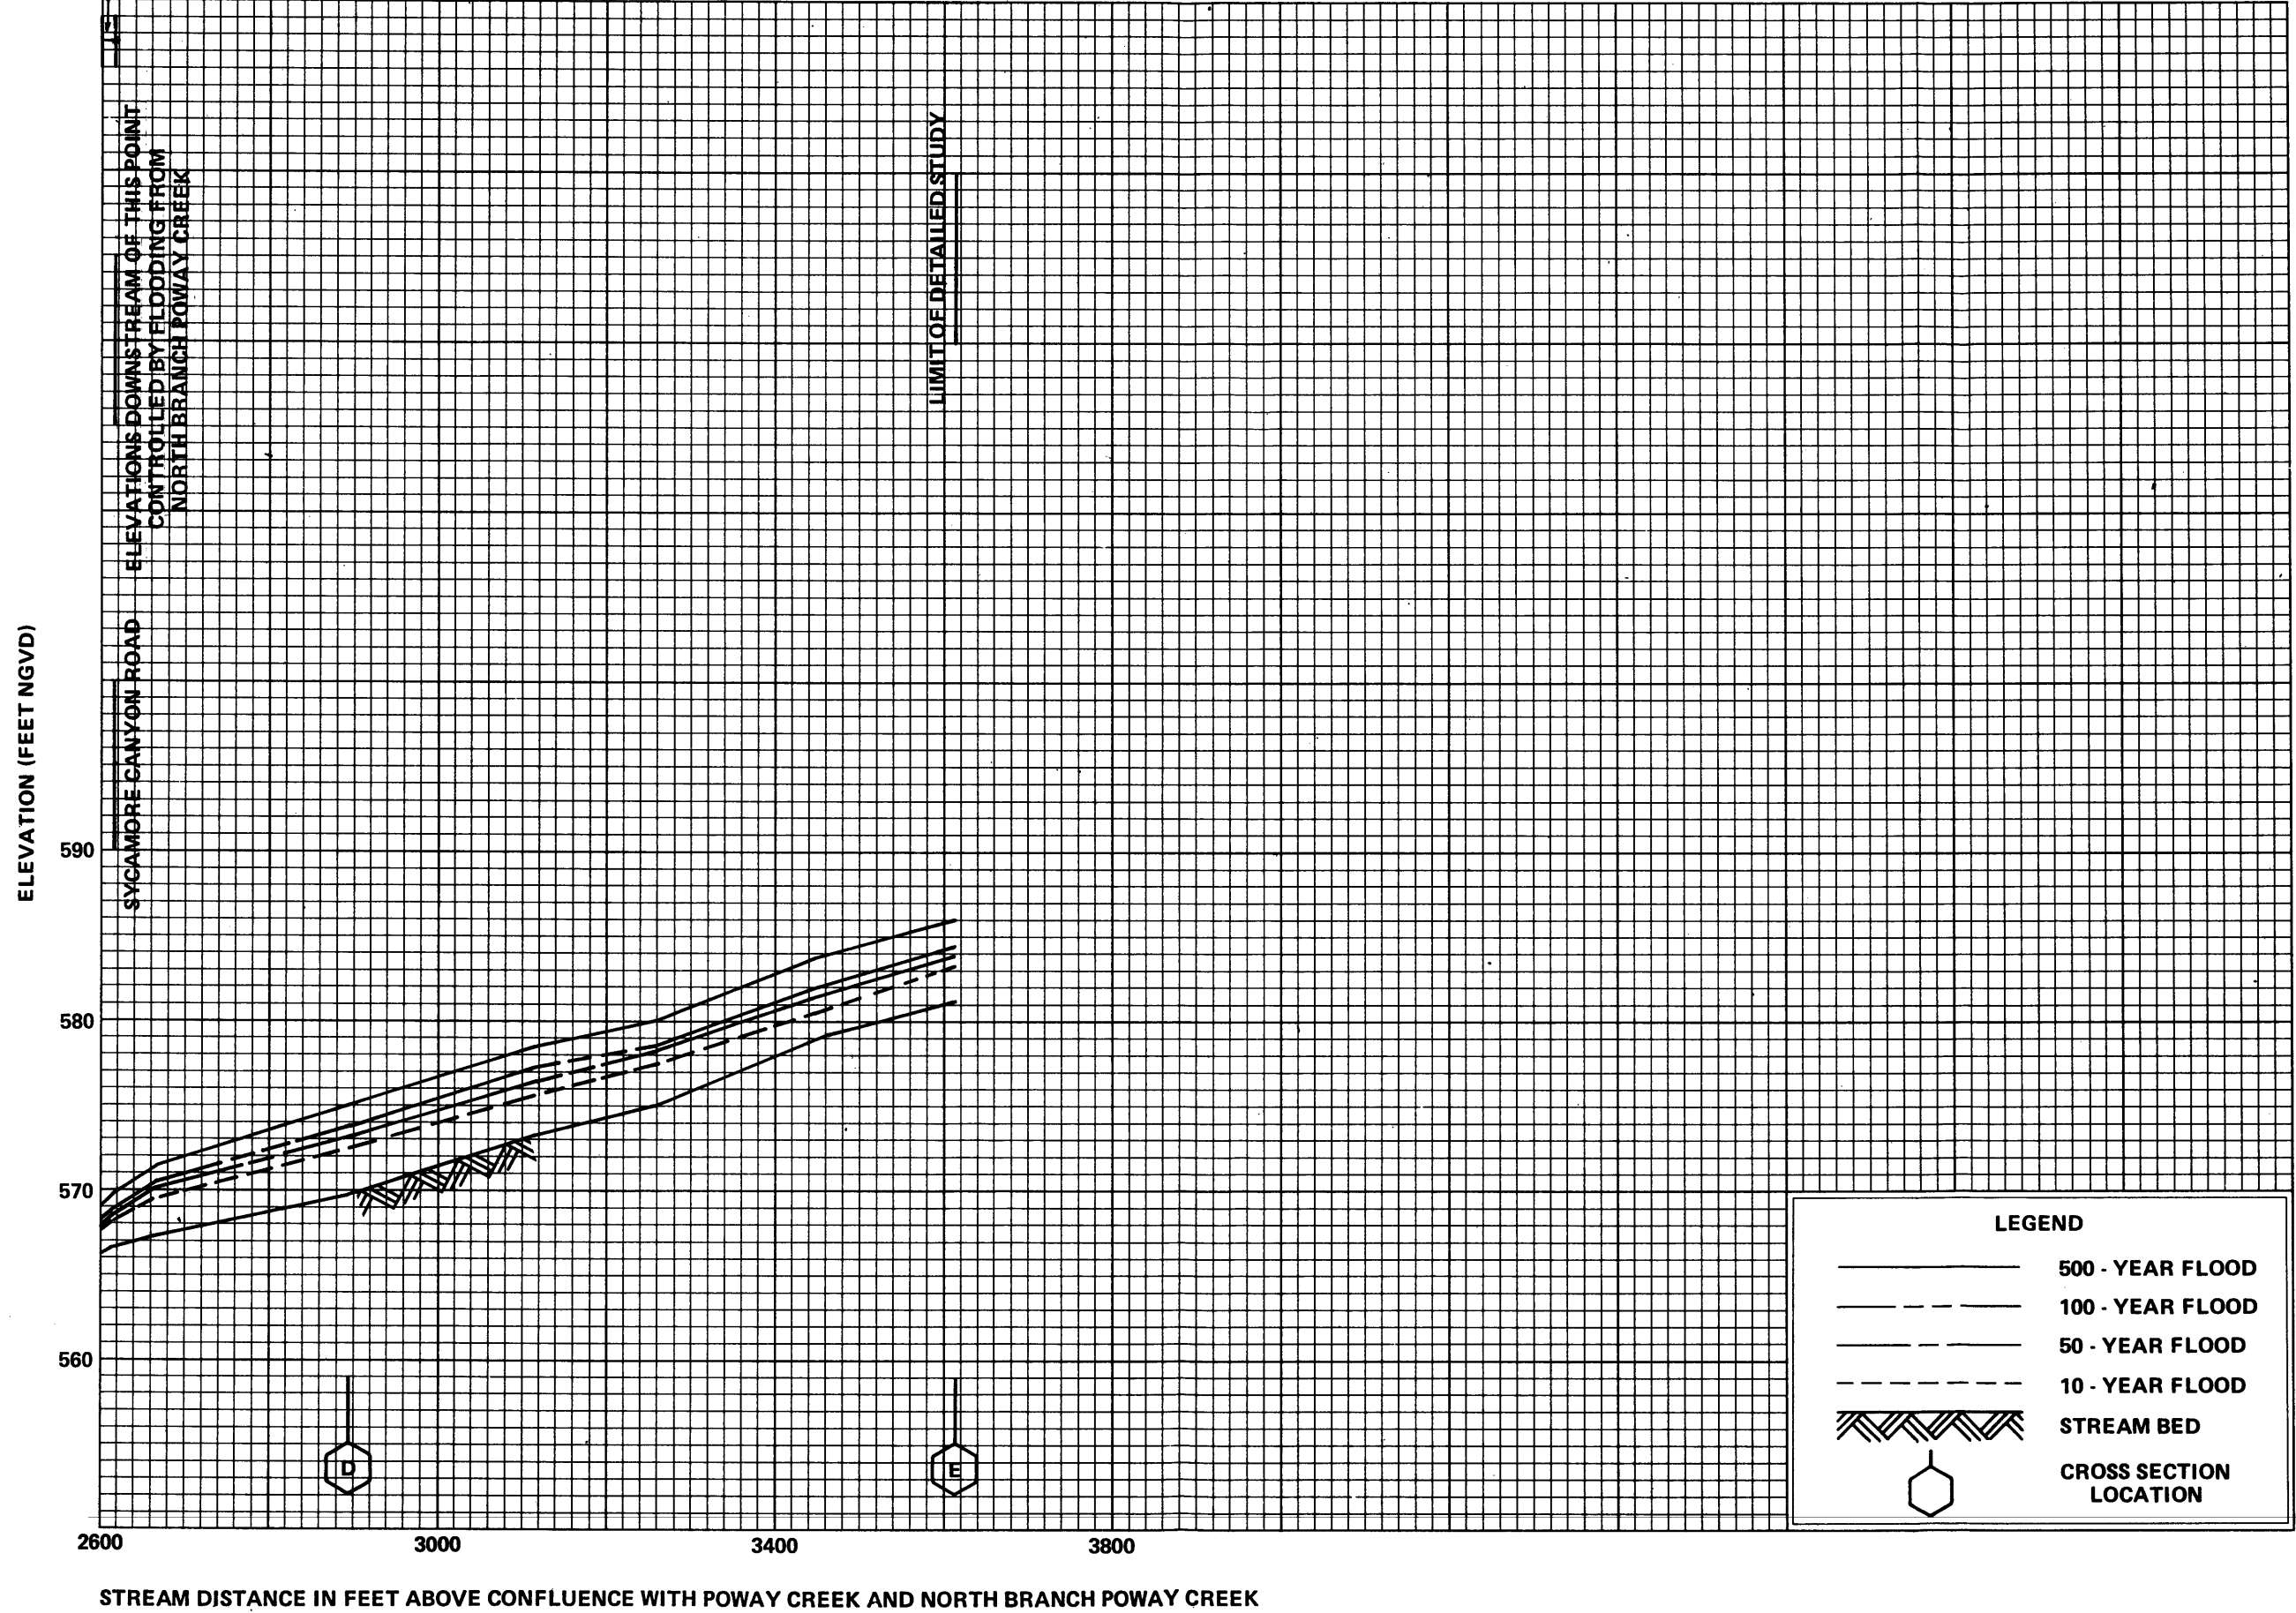 ELEVATIONS DOWNSTREAM OF THIS POINT
CONTROLLED BY FLOODING FROM
NORTH BRANCH POWAY CREEK
SYCAMORE CANYON ROAD
LIMIT OF DETAILED STUDY
ELEVATION (FEET NGVD)
590
580
570
560
D
E
2600 3000 3400 3800
STREAM DISTANCE IN FEET ABOVE CONFLUENCE WITH POWAY CREEK AND NORTH BRANCH POWAY CREEK
LEGEND
500 - YEAR FLOOD
100 - YEAR FLOOD
50 - YEAR FLOOD
10 - YEAR FLOOD
STREAM BED
CROSS SECTION
LOCATION